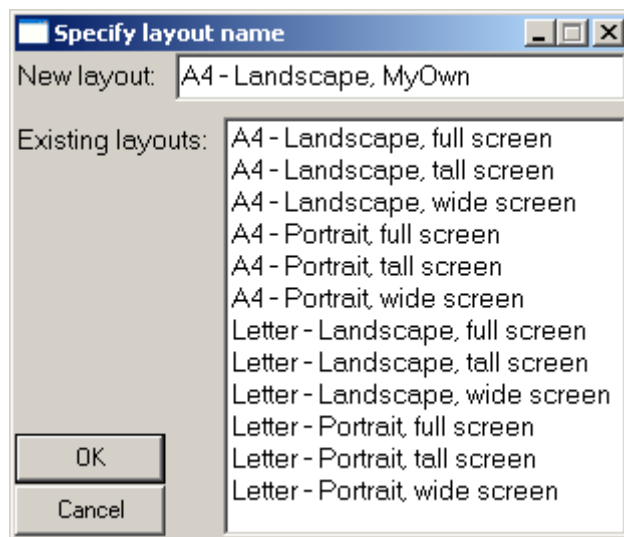 Specify layout name
New layout: A4 - Landscape, MyOwn
Existing layouts:
A4 - Landscape, full screen
A4 - Landscape, tall screen
A4 - Landscape, wide screen
A4 - Portrait, full screen
A4 - Portrait, tall screen
A4 - Portrait, wide screen
Letter - Landscape, full screen
Letter - Landscape, tall screen
Letter - Landscape, wide screen
Letter - Portrait, full screen
Letter - Portrait, tall screen
Letter - Portrait, wide screen
OK
Cancel